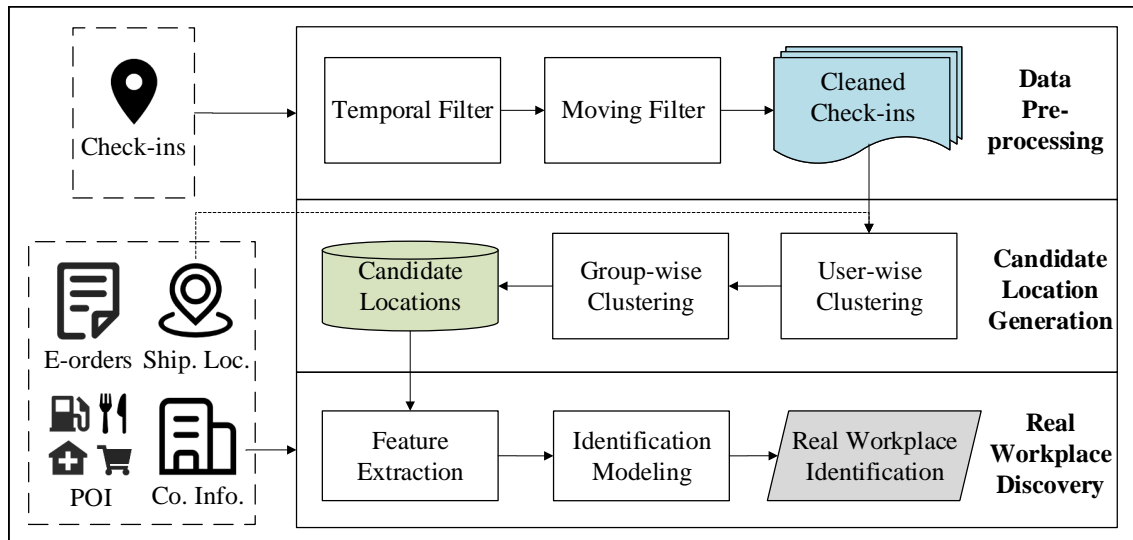 Check-ins
Temporal Filter
Moving Filter
Cleaned
Check-ins
Data
Pre-
processing
E-orders
Ship. Loc.
POI
Co. Info.
Candidate
Locations
Group-wise
Clustering
User-wise
Clustering
Candidate
Location
Generation
Feature
Extraction
Identification
Modeling
Real Workplace
Identification
Real
Workplace
Discovery